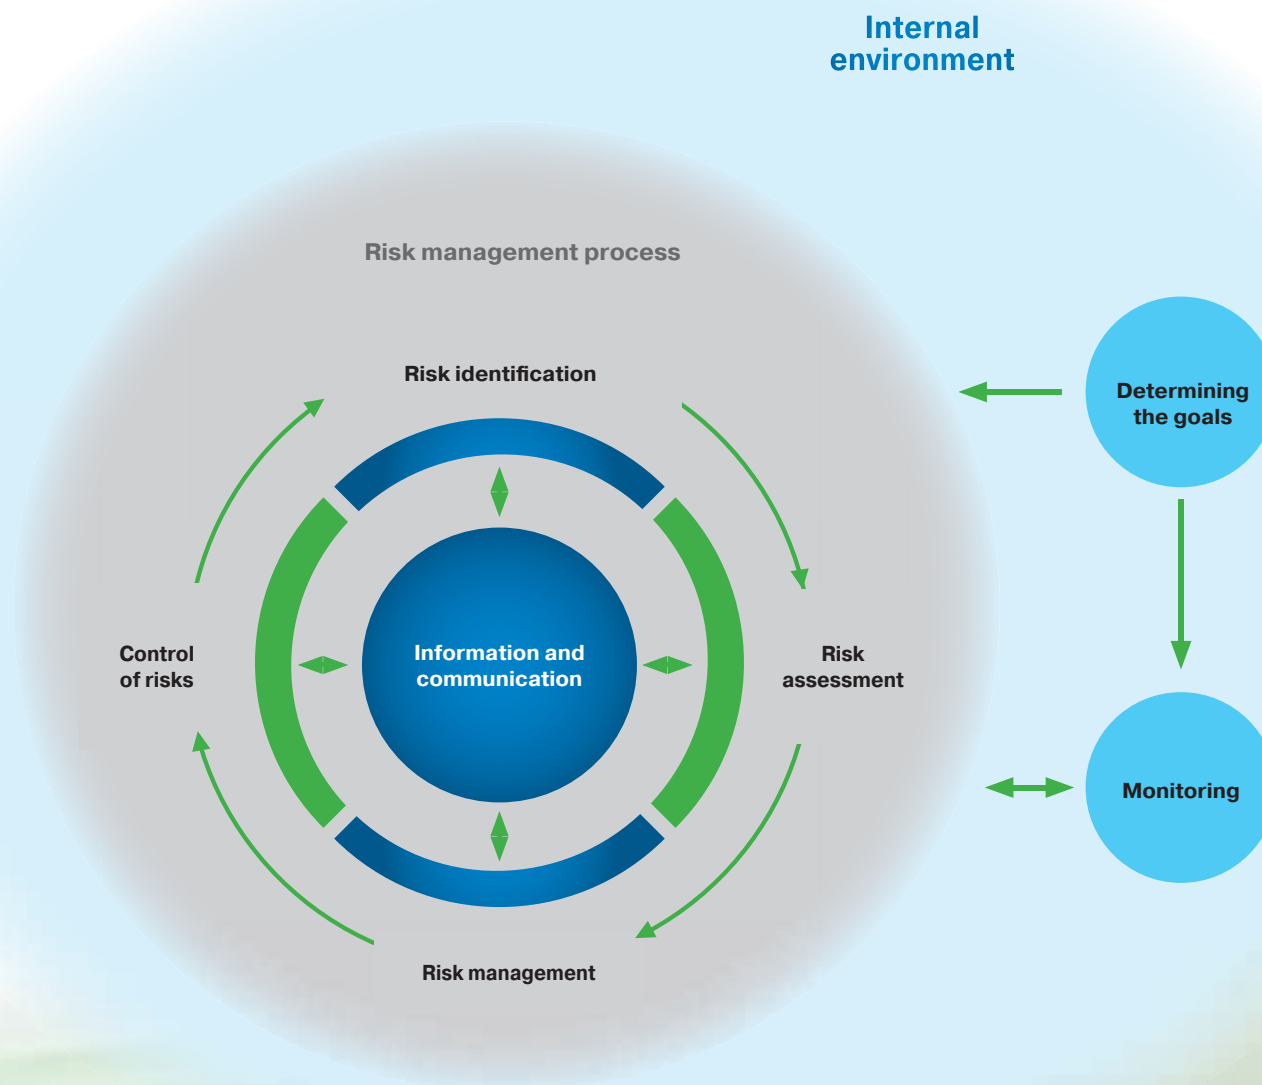 Internal
environment
Risk management process
Risk identification
Determining
the goals
Control
of risks
Information and
communication
Risk
assessment
Monitoring
Risk management